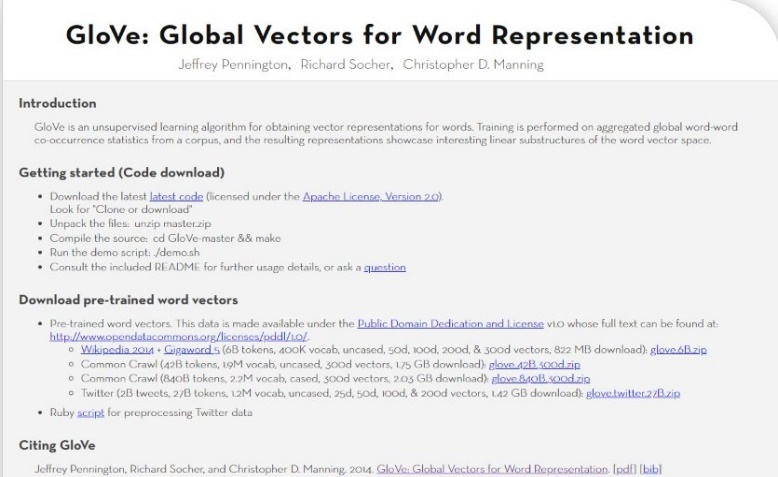 GloVe: Global Vectors for Word Representation
Jeffrey Pennington, Richard Socher, Christopher D. Manning
Introduction
GloVe is an unsupervised learning algorithm for obtaining vector representations for words. Training is performed on aggregated global word-word
co-occurrence statistics from a corpus, and the resulting representations showcase interesting linear substructures of the word vector space.
Getting started (Code download)
• Download the latest latest code (licensed under the Apache License, Version 2.0).
Look for "Clone or download"
• Unpack the files: unzip master.zip
• Compile the source: cd GloVe-master && make
• Run the demo script: ./demo.sh
• Consult the included README for further usage details, or ask a question
Download pre-trained word vectors
• Pre-trained word vectors. This data is made available under the Public Domain Dedication and License v1.0 whose full text can be found at:
http://www.opendatacommons.org/licenses/pddl/1.0/.
◦ Wikipedia 2014 + Gigaword 5 (6B tokens, 400K vocab, uncased, 50d, 100d, 200d, & 300d vectors, 822 MB download): glove.6B.zip
◦ Common Crawl (42B tokens, 1.9M vocab, uncased, 300d vectors, 1.75 GB download): glove.42B.300d.zip
◦ Common Crawl (840B tokens, 2.2M vocab, cased, 300d vectors, 2.03 GB download): glove.840B.300d.zip
◦ Twitter (2B tweets, 27B tokens, 1.2M vocab, uncased, 25d, 50d, 100d, & 200d vectors, 1.42 GB download): glove.twitter.27B.zip
• Ruby script for preprocessing Twitter data
Citing GloVe
Jeffrey Pennington, Richard Socher, and Christopher D. Manning. 2014. GloVe: Global Vectors for Word Representation. [pdf] [bib]